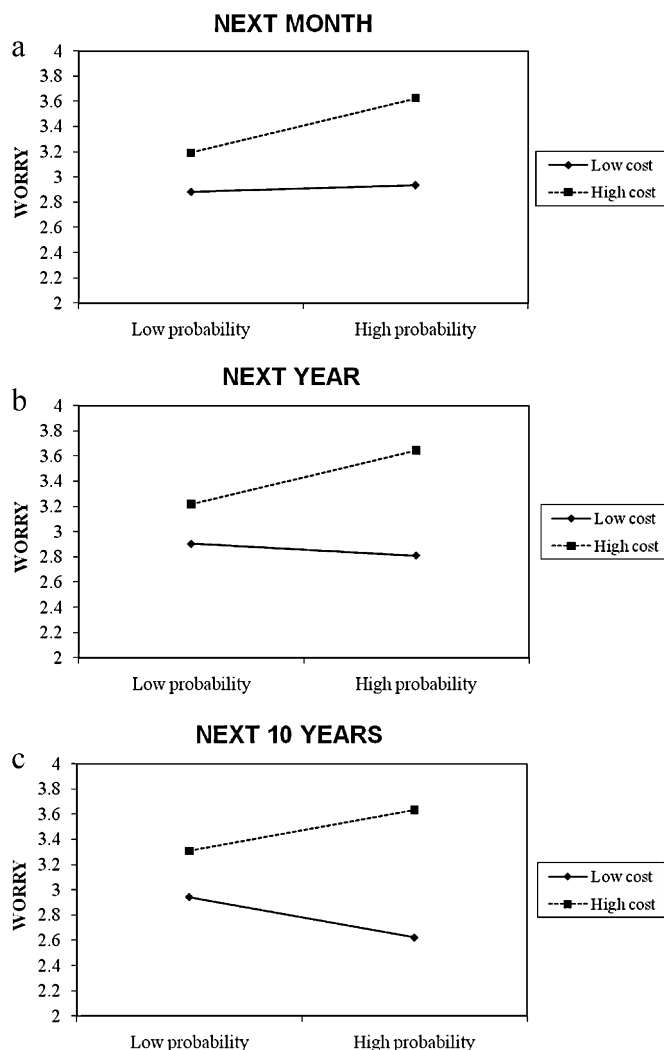 NEXT MONTH
a
4
3.8
3.6
3.4
3.2
3
2.8
2.6
2.4
2.2
2
WORRY
Low probability High probability
Low cost
High cost
NEXT YEAR
b
4
3.8
3.6
3.4
3.2
3
2.8
2.6
2.4
2.2
2
WORRY
Low probability High probability
Low cost
High cost
NEXT 10 YEARS
c
4
3.8
3.6
3.4
3.2
3
2.8
2.6
2.4
2.2
2
WORRY
Low probability High probability
Low cost
High cost